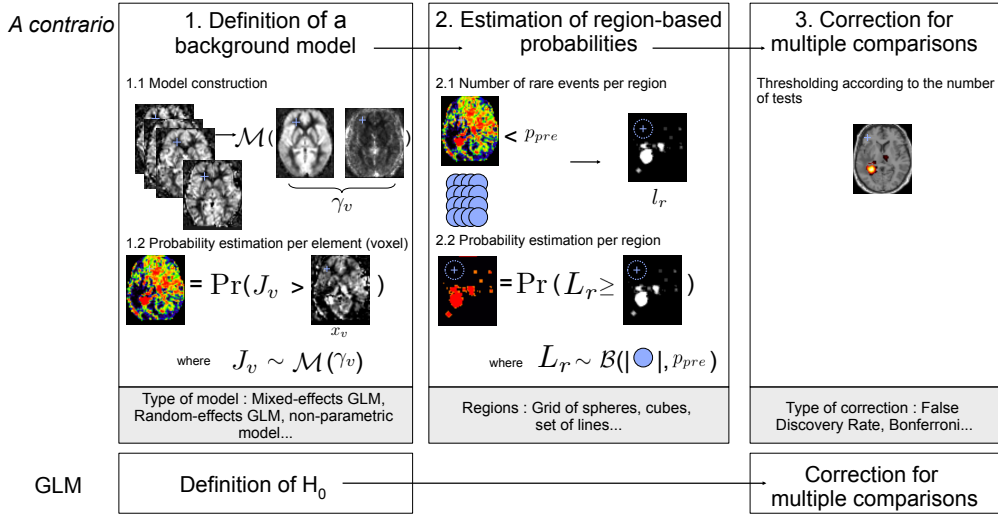 A contrario
1. Definition of a
background model
1.1 Model construction
ℳ( )
γ_v
1.2 Probability estimation per element (voxel)
= Pr(J_v > )
x_v
where J_v ∼ ℳ(γ_v)
Type of model : Mixed-effects GLM,
Random-effects GLM, non-parametric
model...
2. Estimation of region-based
probabilities
2.1 Number of rare events per region
< p_pre
l_r
2.2 Probability estimation per region
= Pr(L_r ≥ )
where L_r ∼ ℬ(| |, p_pre)
Regions : Grid of spheres, cubes,
set of lines...
3. Correction for
multiple comparisons
Thresholding according to the number
of tests
Type of correction : False
Discovery Rate, Bonferroni...
GLM
Definition of H_0
Correction for
multiple comparisons